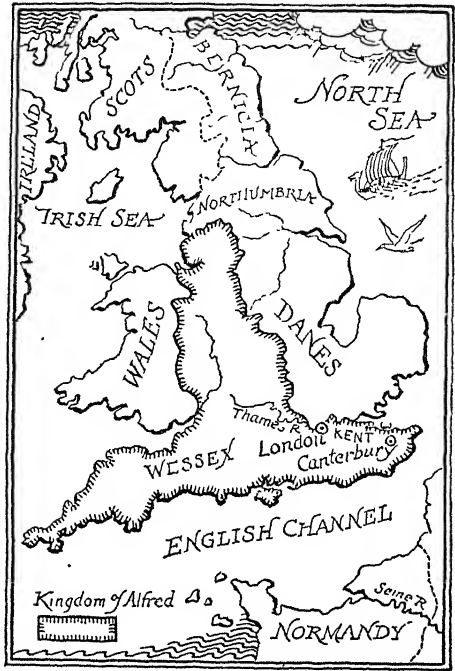 SCOTS
BERNICIA
NORTH
SEA
IRELAND
IRISH SEA
NORTHUMBRIA
WALES
DANES
Thames R
London
KENT
Canterbury
WESSEX
ENGLISH CHANNEL
Seine R
Kingdom of Alfred
NORMANDY